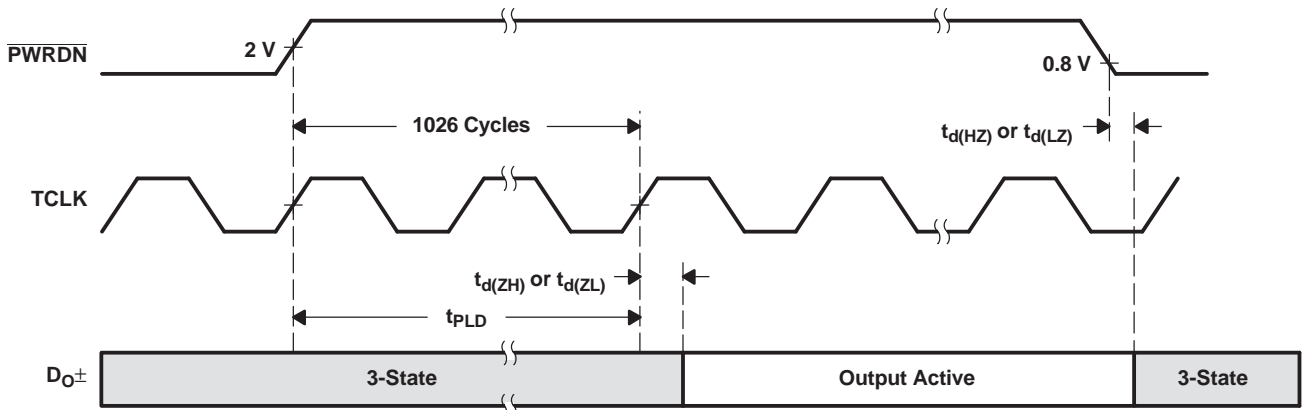 2 V
PWRDN
0.8 V
1026 Cycles
td(HZ) or td(LZ)
TCLK
td(ZH) or td(ZL)
tPLD
DO±
3-State
Output Active
3-State